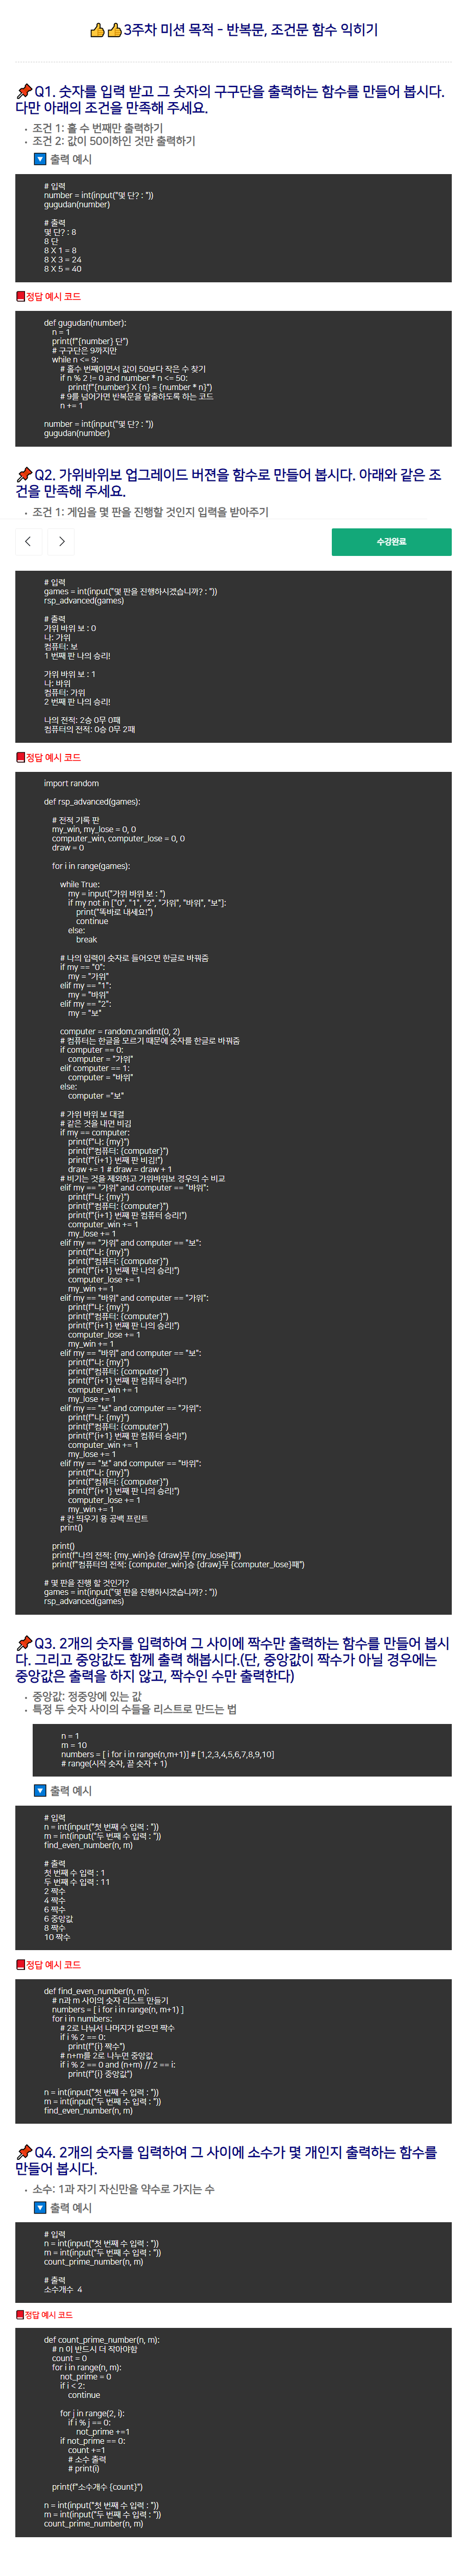 👍👍3주차 미션 목적 - 반복문, 조건문 함수 익히기
📌Q1. 숫자를 입력 받고 그 숫자의 구구단을 출력하는 함수를 만들어 봅시다.
다만 아래의 조건을 만족해 주세요.
• 조건 1: 홀 수 번째만 출력하기
• 조건 2: 값이 50이하인 것만 출력하기
🔽 출력 예시
# 입력
number = int(input("몇 단? : "))
gugudan(number)
# 출력
몇 단? : 8
8 단
8 X 1 = 8
8 X 3 = 24
8 X 5 = 40
📕정답 예시 코드
def gugudan(number):
n = 1
print(f"{number} 단")
# 구구단은 9까지만
while n <= 9:
# 홀수 번째이면서 값이 50보다 작은 수 찾기
if n % 2 != 0 and number * n <= 50:
print(f"{number} X {n} = {number * n}")
# 9를 넘어가면 반복문을 탈출하도록 하는 코드
n += 1
number = int(input("몇 단? : "))
gugudan(number)
📌Q2. 가위바위보 업그레이드 버젼을 함수로 만들어 봅시다. 아래와 같은 조
건을 만족해 주세요.
• 조건 1: 게임을 몇 판을 진행할 것인지 입력을 받아주기
수강완료
# 입력
games = int(input("몇 판을 진행하시겠습니까? : "))
rsp_advanced(games)
# 출력
가위 바위 보 : 0
나: 가위
컴퓨터: 보
1 번째 판 나의 승리!
가위 바위 보 : 1
나: 바위
컴퓨터: 가위
2 번째 판 나의 승리!
나의 전적: 2승 0무 0패
컴퓨터의 전적: 0승 0무 2패
📕정답 예시 코드
import random
def rsp_advanced(games):
# 전적 기록 판
my_win, my_lose = 0, 0
computer_win, computer_lose = 0, 0
draw = 0
for i in range(games):
while True:
my = input("가위 바위 보 : ")
if my not in ["0", "1", "2", "가위", "바위", "보"]:
print("똑바로 내세요!")
continue
else:
break
# 나의 입력이 숫자로 들어오면 한글로 바꿔줌
if my == "0":
my = "가위"
elif my == "1":
my = "바위"
elif my == "2":
my = "보"
computer = random.randint(0, 2)
# 컴퓨터는 한글을 모르기 때문에 숫자를 한글로 바꿔줌
if computer == 0:
computer = "가위"
elif computer == 1:
computer = "바위"
else:
computer ="보"
# 가위 바위 보 대결
# 같은 것을 내면 비김
if my == computer:
print(f"나: {my}")
print(f"컴퓨터: {computer}")
print(f"{i+1} 번째 판 비김!")
draw += 1 # draw = draw + 1
# 비기는 것을 제외하고 가위바위보 경우의 수 비교
elif my == "가위" and computer == "바위":
print(f"나: {my}")
print(f"컴퓨터: {computer}")
print(f"{i+1} 번째 판 컴퓨터 승리!")
computer_win += 1
my_lose += 1
elif my == "가위" and computer == "보":
print(f"나: {my}")
print(f"컴퓨터: {computer}")
print(f"{i+1} 번째 판 나의 승리!")
computer_lose += 1
my_win += 1
elif my == "바위" and computer == "가위":
print(f"나: {my}")
print(f"컴퓨터: {computer}")
print(f"{i+1} 번째 판 나의 승리!")
computer_lose += 1
my_win += 1
elif my == "바위" and computer == "보":
print(f"나: {my}")
print(f"컴퓨터: {computer}")
print(f"{i+1} 번째 판 컴퓨터 승리!")
computer_win += 1
my_lose += 1
elif my == "보" and computer == "가위":
print(f"나: {my}")
print(f"컴퓨터: {computer}")
print(f"{i+1} 번째 판 컴퓨터 승리!")
computer_win += 1
my_lose += 1
elif my == "보" and computer == "바위":
print(f"나: {my}")
print(f"컴퓨터: {computer}")
print(f"{i+1} 번째 판 나의 승리!")
computer_lose += 1
my_win += 1
# 칸 띄우기 용 공백 프린트
print()
print()
print(f"나의 전적: {my_win}승 {draw}무 {my_lose}패")
print(f"컴퓨터의 전적: {computer_win}승 {draw}무 {computer_lose}패")
# 몇 판을 진행 할 것인가?
games = int(input("몇 판을 진행하시겠습니까? : "))
rsp_advanced(games)
📌Q3. 2개의 숫자를 입력하여 그 사이에 짝수만 출력하는 함수를 만들어 봅시
다. 그리고 중앙값도 함께 출력 해봅시다.(단, 중앙값이 짝수가 아닐 경우에는
중앙값은 출력을 하지 않고, 짝수인 수만 출력한다)
• 중앙값: 정중앙에 있는 값
• 특정 두 숫자 사이의 수들을 리스트로 만드는 법
n = 1
m = 10
numbers = [ i for i in range(n,m+1)] # [1,2,3,4,5,6,7,8,9,10]
# range(시작 숫자, 끝 숫자 + 1)
🔽 출력 예시
# 입력
n = int(input("첫 번째 수 입력 : "))
m = int(input("두 번째 수 입력 : "))
find_even_number(n, m)
# 출력
첫 번째 수 입력 : 1
두 번째 수 입력 : 11
2 짝수
4 짝수
6 짝수
6 중앙값
8 짝수
10 짝수
📕정답 예시 코드
def find_even_number(n, m):
# n과 m 사이의 숫자 리스트 만들기
numbers = [ i for i in range(n, m+1) ]
for i in numbers:
# 2로 나눠서 나머지가 없으면 짝수
if i % 2 == 0:
print(f"{i} 짝수")
# n+m를 2로 나누면 중앙값
if i % 2 == 0 and (n+m) // 2 == i:
print(f"{i} 중앙값")
n = int(input("첫 번째 수 입력 : "))
m = int(input("두 번째 수 입력 : "))
find_even_number(n, m)
📌Q4. 2개의 숫자를 입력하여 그 사이에 소수가 몇 개인지 출력하는 함수를
만들어 봅시다.
• 소수: 1과 자기 자신만을 약수로 가지는 수
🔽 출력 예시
# 입력
n = int(input("첫 번째 수 입력 : "))
m = int(input("두 번째 수 입력 : "))
count_prime_number(n, m)
# 출력
소수개수 4
📕정답 예시 코드
def count_prime_number(n, m):
# n 이 반드시 더 작아야함
count = 0
for i in range(n, m):
not_prime = 0
if i < 2:
continue
for j in range(2, i):
if i % j == 0:
not_prime +=1
if not_prime == 0:
count +=1
# 소수 출력
# print(i)
print(f"소수개수 {count}")
n = int(input("첫 번째 수 입력 : "))
m = int(input("두 번째 수 입력 : "))
count_prime_number(n, m)